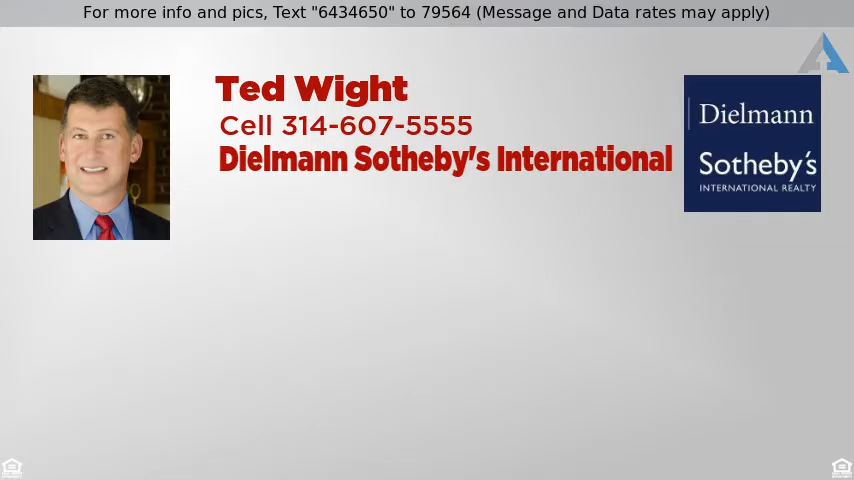 For more info and pics, Text "6434650" to 79564 (Message and Data rates may apply)
Ted Wight
Cell 314-607-5555
Dielmann Sotheby's International
Dielmann
Sotheby's
INTERNATIONAL REALTY